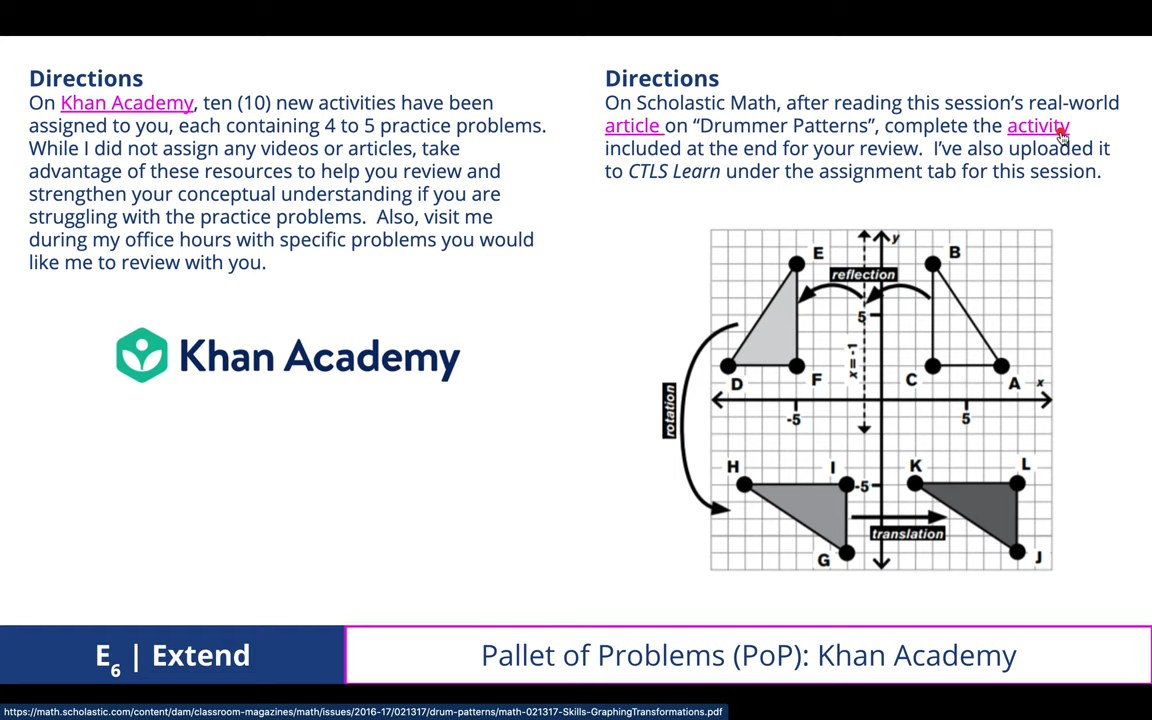 Directions
On Khan Academy, ten (10) new activities have been
assigned to you, each containing 4 to 5 practice problems.
While I did not assign any videos or articles, take
advantage of these resources to help you review and
strengthen your conceptual understanding if you are
struggling with the practice problems.  Also, visit me
during my office hours with specific problems you would
like me to review with you.
Khan Academy
Directions
On Scholastic Math, after reading this session's real-world
article on “Drummer Patterns”, complete the activity
included at the end for your review.  I've also uploaded it
to CTLS Learn under the assignment tab for this session.
E
y
B
reflection
5
x = -1
D
F
C
A
x
rotation
-5
5
H
I
K
L
-5
translation
G
J
E6 | Extend
Pallet of Problems (PoP): Khan Academy
https://math.scholastic.com/content/dam/classroom-magazines/math/issues/2016-17/021317/drum-patterns/math-021317-Skills-GraphingTransformations.pdf